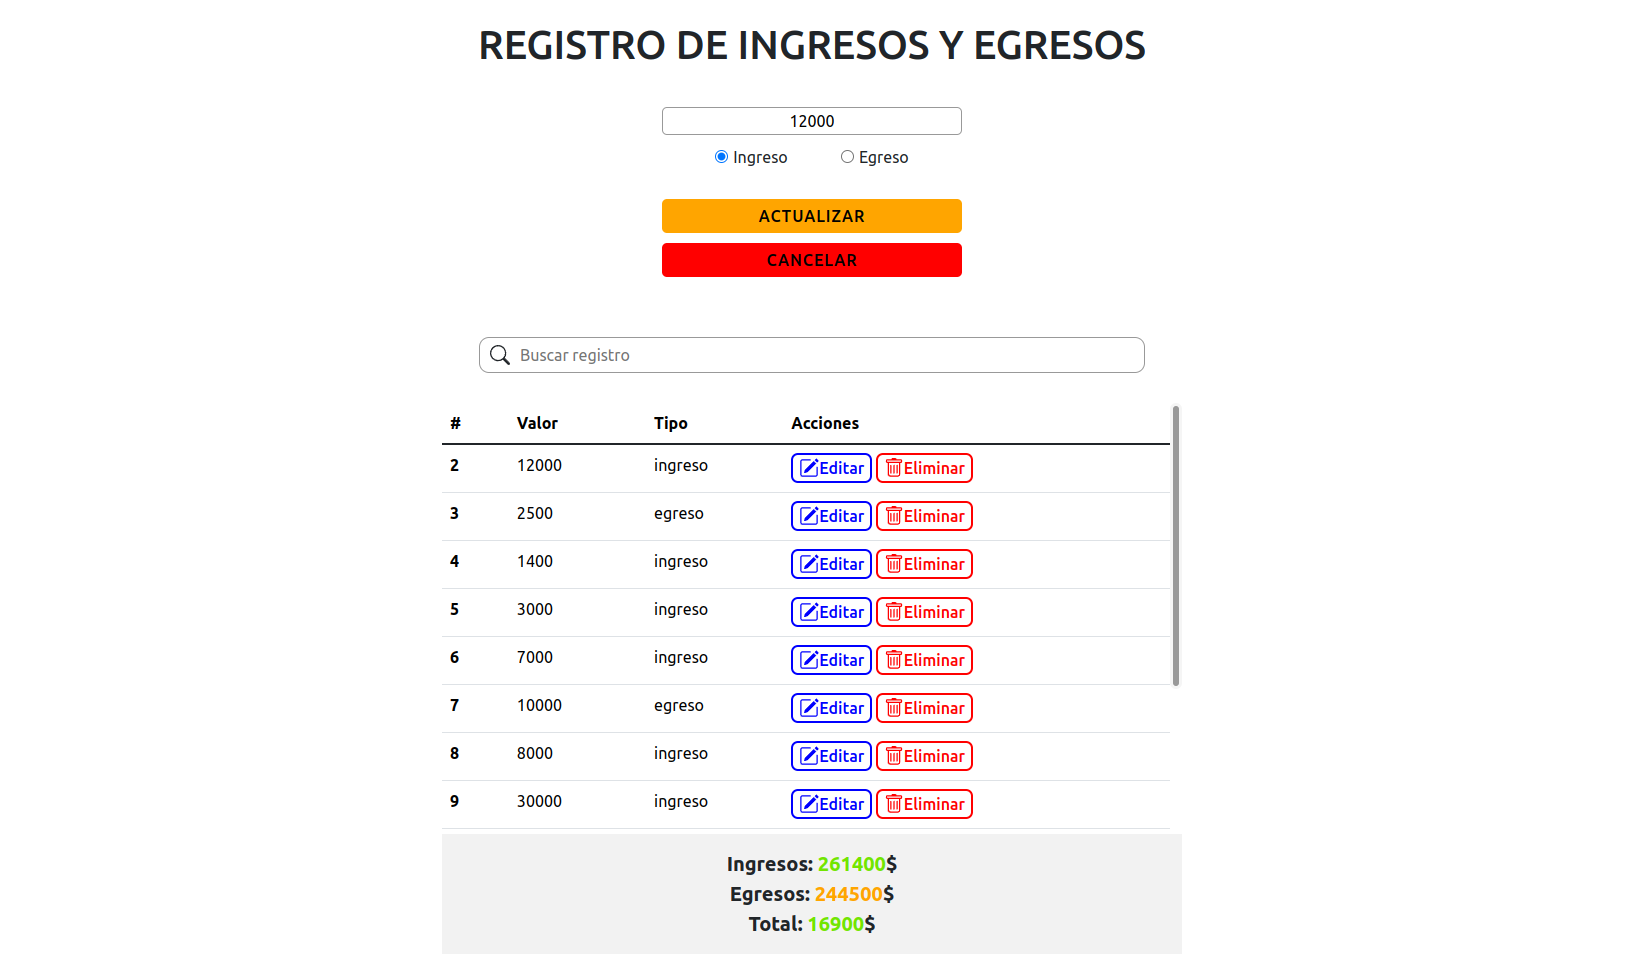 REGISTRO DE INGRESOS Y EGRESOS
12000
Ingreso Egreso
ACTUALIZAR
CANCELAR
Buscar registro
# Valor Tipo Acciones
2 12000 ingreso Editar Eliminar
3 2500 egreso Editar Eliminar
4 1400 ingreso Editar Eliminar
5 3000 ingreso Editar Eliminar
6 7000 ingreso Editar Eliminar
7 10000 egreso Editar Eliminar
8 8000 ingreso Editar Eliminar
9 30000 ingreso Editar Eliminar
Ingresos: 261400$
Egresos: 244500$
Total: 16900$